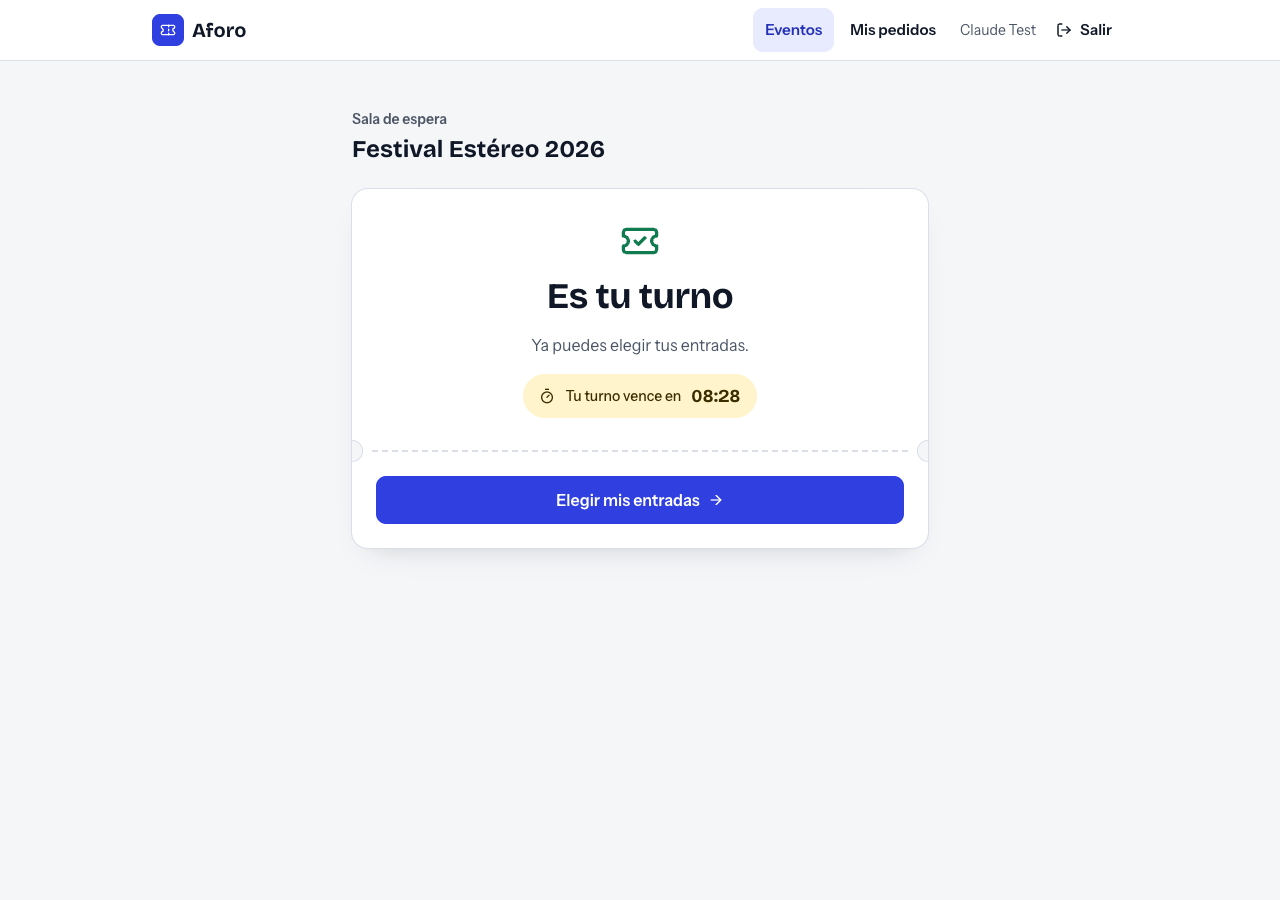 Aforo
Eventos
Mis pedidos
Claude Test
Salir
Sala de espera
Festival Estéreo 2026
Es tu turno
Ya puedes elegir tus entradas.
Tu turno vence en 08:28
Elegir mis entradas